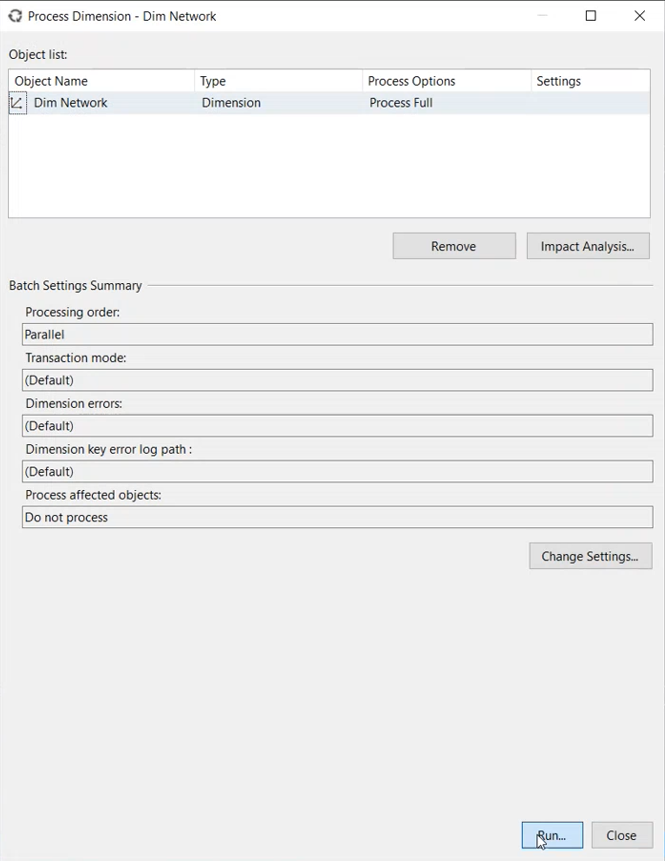 Process Dimension - Dim Network
Object list:
Object Name Type Process Options Settings
Dim Network Dimension Process Full
Remove Impact Analysis...
Batch Settings Summary
Processing order:
Parallel
Transaction mode:
(Default)
Dimension errors:
(Default)
Dimension key error log path :
(Default)
Process affected objects:
Do not process
Change Settings...
Run... Close